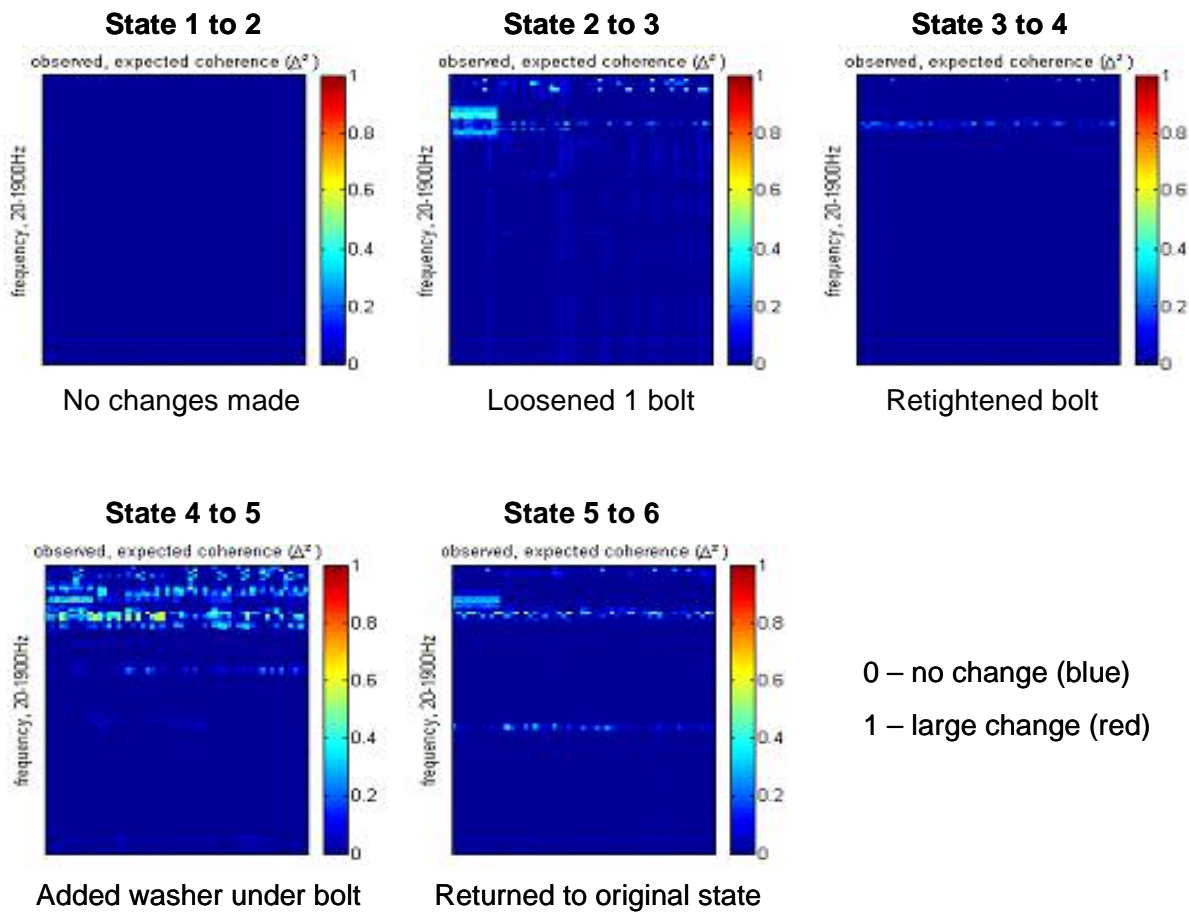 State 1 to 2
State 2 to 3
State 3 to 4
observed, expected coherence (Δ² )
observed, expected coherence (Δ² )
observed, expected coherence (Δ² )
frequency, 20-1900Hz
1
0.8
0.6
0.4
0.2
0
frequency, 20-1900Hz
1
0.8
0.6
0.4
0.2
0
frequency, 20-1900Hz
1
0.8
0.6
0.4
0.2
0
No changes made
Loosened 1 bolt
Retightened bolt
State 4 to 5
State 5 to 6
observed, expected coherence (Δ² )
observed, expected coherence (Δ² )
frequency, 20-1900Hz
1
0.8
0.6
0.4
0.2
0
frequency, 20-1900Hz
1
0.8
0.6
0.4
0.2
0
0 – no change (blue)
1 – large change (red)
Added washer under bolt
Returned to original state